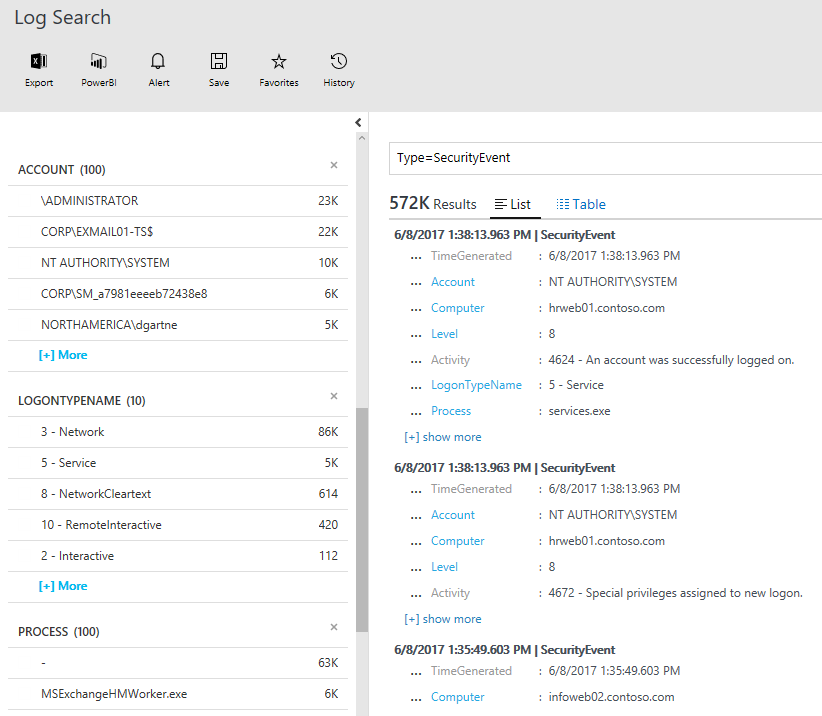 Log Search
Export PowerBI Alert Save Favorites History
ACCOUNT (100)
\ADMINISTRATOR 23K
CORP\EXMAIL01-TS$ 22K
NT AUTHORITY\SYSTEM 10K
CORP\SM_a7981eeeeb72438e8 6K
NORTHAMERICA\dgartne 5K
[+] More
LOGONTYPENAME (10)
3 - Network 86K
5 - Service 5K
8 - NetworkCleartext 614
10 - RemoteInteractive 420
2 - Interactive 112
[+] More
PROCESS (100)
- 63K
MSExchangeHMWorker.exe 6K
Type=SecurityEvent
572K Results List Table
6/8/2017 1:38:13.963 PM | SecurityEvent
... TimeGenerated : 6/8/2017 1:38:13.963 PM
... Account : NT AUTHORITY\SYSTEM
... Computer : hrweb01.contoso.com
... Level : 8
... Activity : 4624 - An account was successfully logged on.
... LogonTypeName : 5 - Service
... Process : services.exe
[+] show more
6/8/2017 1:38:13.963 PM | SecurityEvent
... TimeGenerated : 6/8/2017 1:38:13.963 PM
... Account : NT AUTHORITY\SYSTEM
... Computer : hrweb01.contoso.com
... Level : 8
... Activity : 4672 - Special privileges assigned to new logon.
[+] show more
6/8/2017 1:35:49.603 PM | SecurityEvent
... TimeGenerated : 6/8/2017 1:35:49.603 PM
... Computer : infoweb02.contoso.com